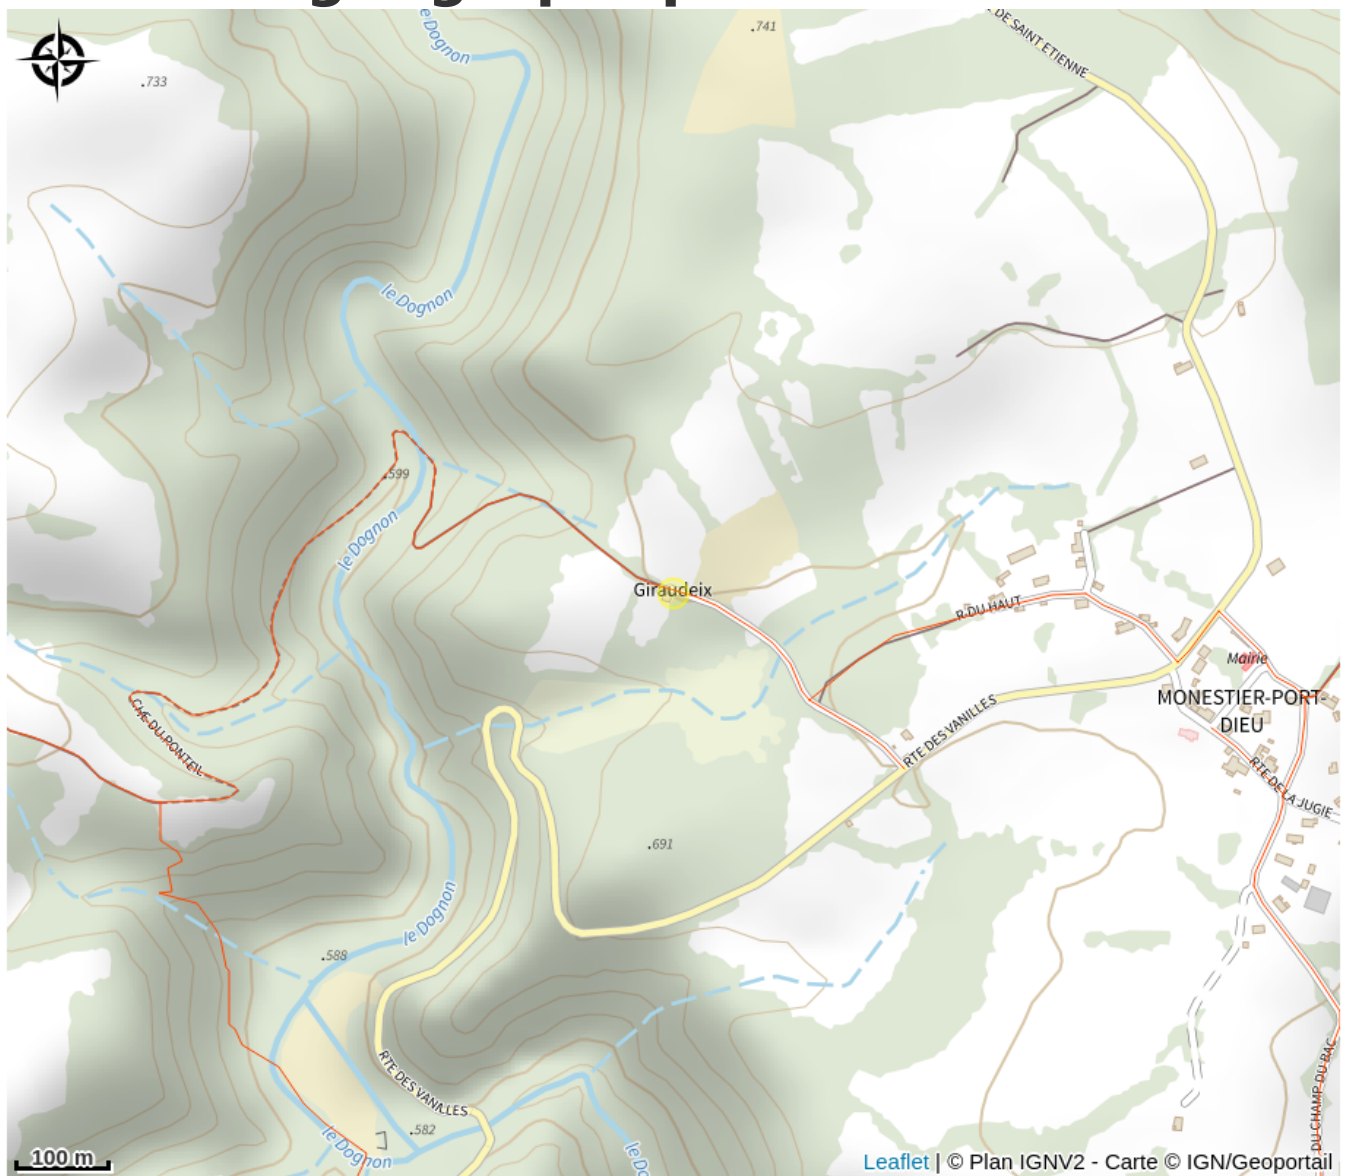 le Dognon
.741
DE SAINT ETIENNE
.733
le Dognon
.599
le Dognon
Giraudeix
R DU HAUT
Mairie
MONESTIER-PORT-
DIEU
RTE DES VANILLES
CHE DU PONTEIL
RTE DE LA JUGIE
.691
le Dognon
.588
RTE DES VANILLES
DU CHAMP DU BAC
.582
le Dognon
le Do
100 m
Leaflet | © Plan IGNV2 - Carte © IGN/Geoportail